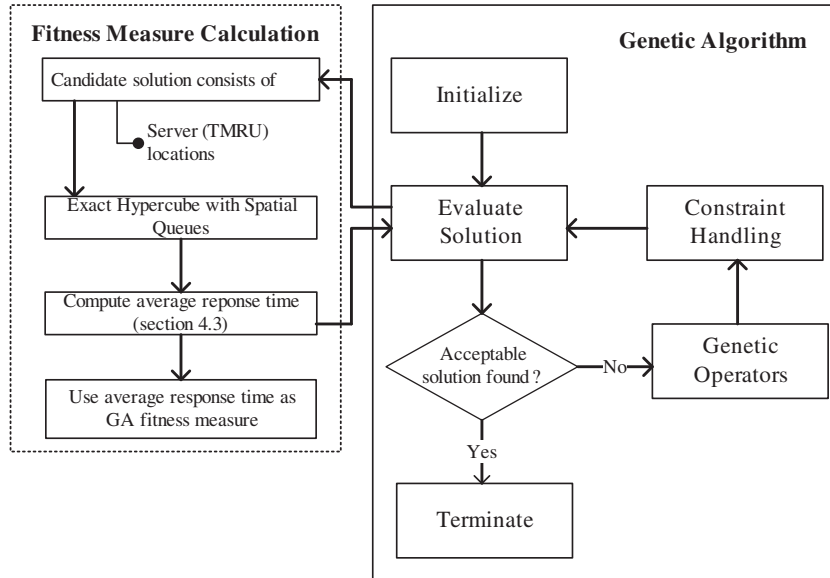 Fitness Measure Calculation
Candidate solution consists of
Server (TMRU)
locations
Exact Hypercube with Spatial
Queues
Compute average reponse time
(section 4.3)
Use average response time as
GA fitness measure
Genetic Algorithm
Initialize
Evaluate
Solution
Constraint
Handling
Acceptable
solution found ?
No
Genetic
Operators
Yes
Terminate